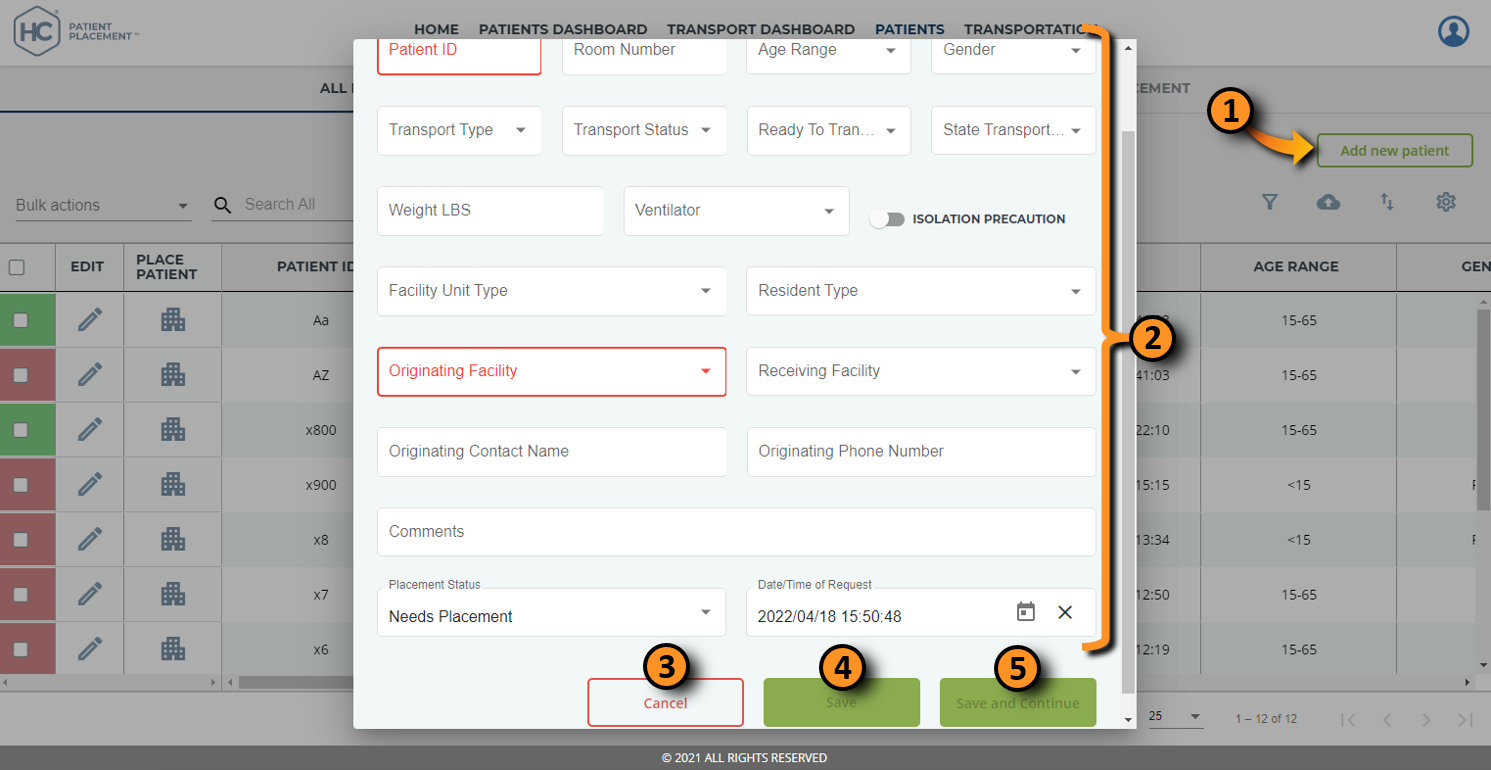 HC PATIENT PLACEMENT™
HOME PATIENTS DASHBOARD TRANSPORT DASHBOARD PATIENTS
ALL
1
Add new patient
Bulk actions
Search All
Patient ID Room Number Age Range Gender
Transport Type Transport Status Ready To Tran... State Transport...
Weight LBS Ventilator ISOLATION PRECAUTION
Facility Unit Type Resident Type
2
Originating Facility Receiving Facility
Originating Contact Name Originating Phone Number
Comments
Placement Status Date/Time of Request
Needs Placement 2022/04/18 15:50:48
3 4 5
Cancel Save Save and Continue
EDIT PLACE PATIENT PATIENT ID AGE RANGE GEN
Aa 15-65
AZ 41:03 15-65
x800 22:10 15-65
x900 15:15 <15
x8 13:34 <15
x7 12:50 15-65
x6 12:19 15-65
25 1 – 12 of 12
© 2021 ALL RIGHTS RESERVED